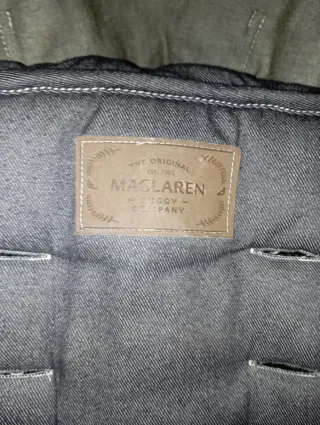 THE ORIGINAL
MACLAREN
BUGGY
COMPANY